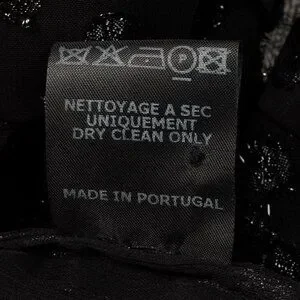 P
NETTOYAGE A SEC
UNIQUEMENT
DRY CLEAN ONLY
MADE IN PORTUGAL